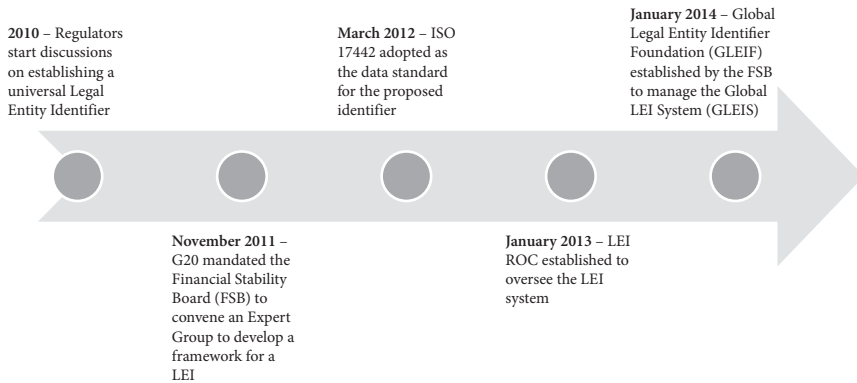 2010 – Regulators
start discussions
on establishing a
universal Legal
Entity Identifier
November 2011 –
G20 mandated the
Financial Stability
Board (FSB) to
convene an Expert
Group to develop a
framework for a
LEI
March 2012 – ISO
17442 adopted as
the data standard
for the proposed
identifier
January 2013 – LEI
ROC established to
oversee the LEI
system
January 2014 – Global
Legal Entity Identifier
Foundation (GLEIF)
established by the FSB
to manage the Global
LEI System (GLEIS)